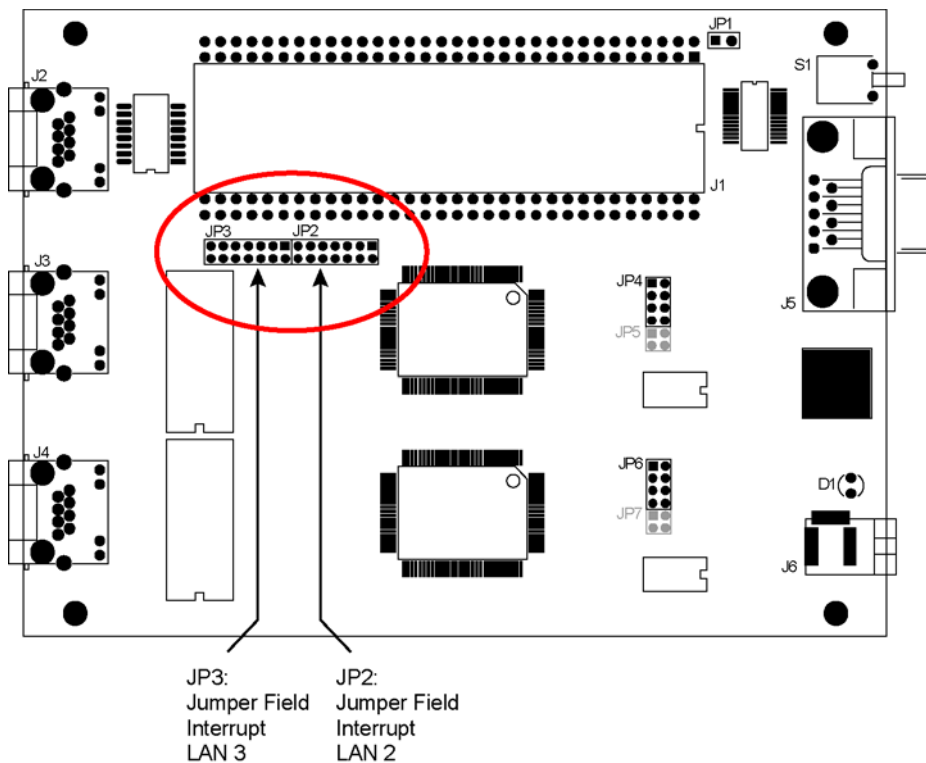 JP1
S1
J2
J1
JP3
JP2
J3
JP4
J5
JP5
J4
JP6
D1
JP7
J6
JP3:
Jumper Field
Interrupt
LAN 3
JP2:
Jumper Field
Interrupt
LAN 2